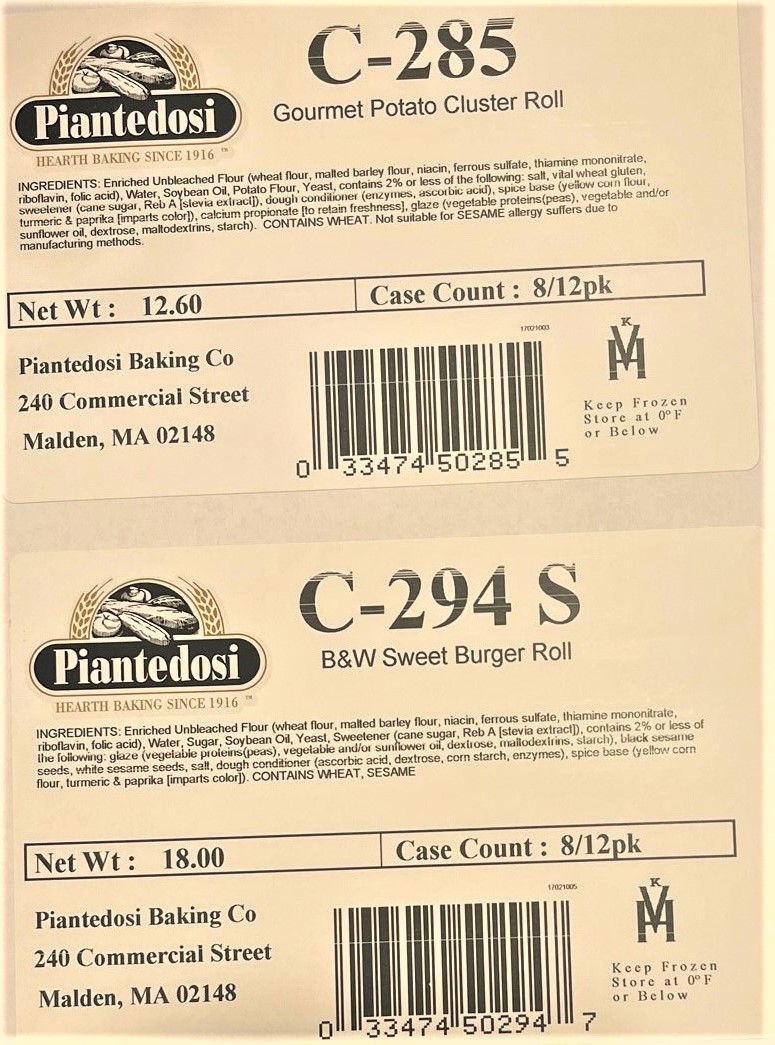 C-285
Gourmet Potato Cluster Roll
Piantedosi
HEARTH BAKING SINCE 1916 ™
INGREDIENTS: Enriched Unbleached Flour (wheat flour, malted barley flour, niacin, ferrous sulfate, thiamine mononitrate,
riboflavin, folic acid), Water, Soybean Oil, Potato Flour, Yeast, contains 2% or less of the following: salt, vital wheat gluten,
sweetener (cane sugar, Reb A [stevia extract]), dough conditioner (enzymes, ascorbic acid), spice base (yellow corn flour,
turmeric & paprika [imparts color]), calcium propionate [to retain freshness], glaze (vegetable proteins(peas), vegetable and/or
sunflower oil, dextrose, maltodextrins, starch). CONTAINS WHEAT. Not suitable for SESAME allergy suffers due to
manufacturing methods.
Net Wt : 12.60
Case Count : 8/12pk
Piantedosi Baking Co
240 Commercial Street
Malden, MA 02148
17021003
0 33474 50285 5
K
VM
Keep Frozen
Store at 0º F
or Below
C-294 S
B&W Sweet Burger Roll
Piantedosi
HEARTH BAKING SINCE 1916 ™
INGREDIENTS: Enriched Unbleached Flour (wheat flour, malted barley flour, niacin, ferrous sulfate, thiamine mononitrate,
riboflavin, folic acid), Water, Sugar, Soybean Oil, Yeast, Sweetener (cane sugar, Reb A [stevia extract]), contains 2% or less of
the following: glaze (vegetable proteins(peas), vegetable and/or sunflower oil, dextrose, maltodextrins, starch), black sesame
seeds, white sesame seeds, salt, dough conditioner (ascorbic acid, dextrose, corn starch, enzymes), spice base (yellow corn
flour, turmeric & paprika [imparts color]). CONTAINS WHEAT, SESAME
Net Wt : 18.00
Case Count : 8/12pk
Piantedosi Baking Co
240 Commercial Street
Malden, MA 02148
17021005
0 33474 50294 7
K
VM
Keep Frozen
Store at 0º F
or Below